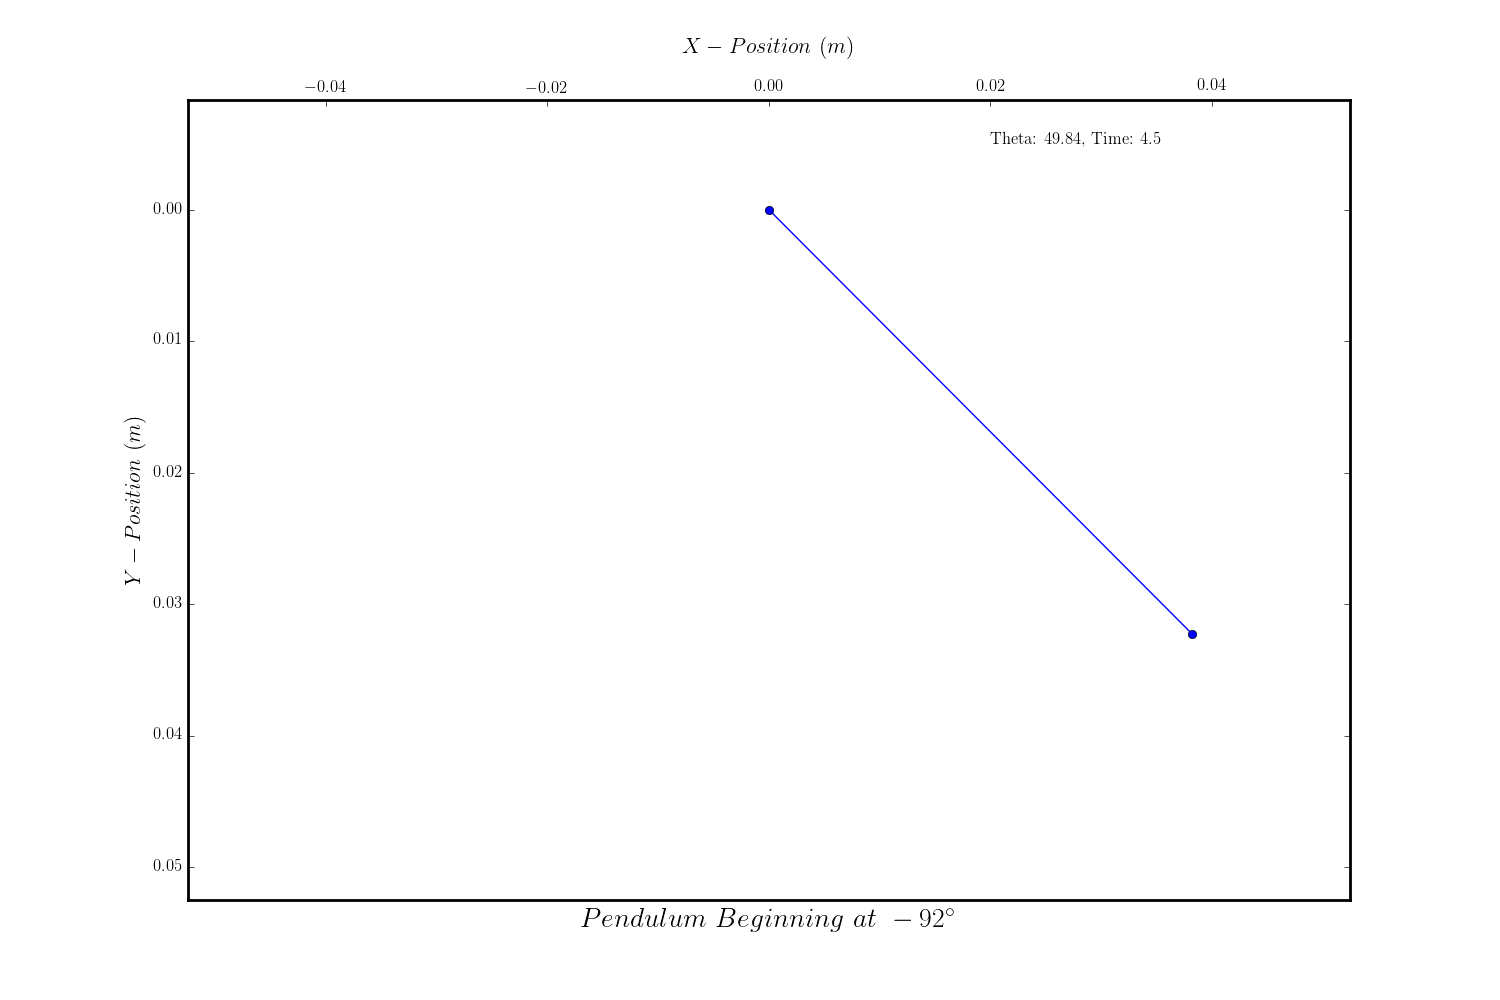 X − Position (m)
−0.04 −0.02 0.00 0.02 0.04
Theta: 49.84, Time: 4.5
0.00
0.01
0.02
0.03
0.04
0.05
Y − Position (m)
Pendulum Beginning at − 92°